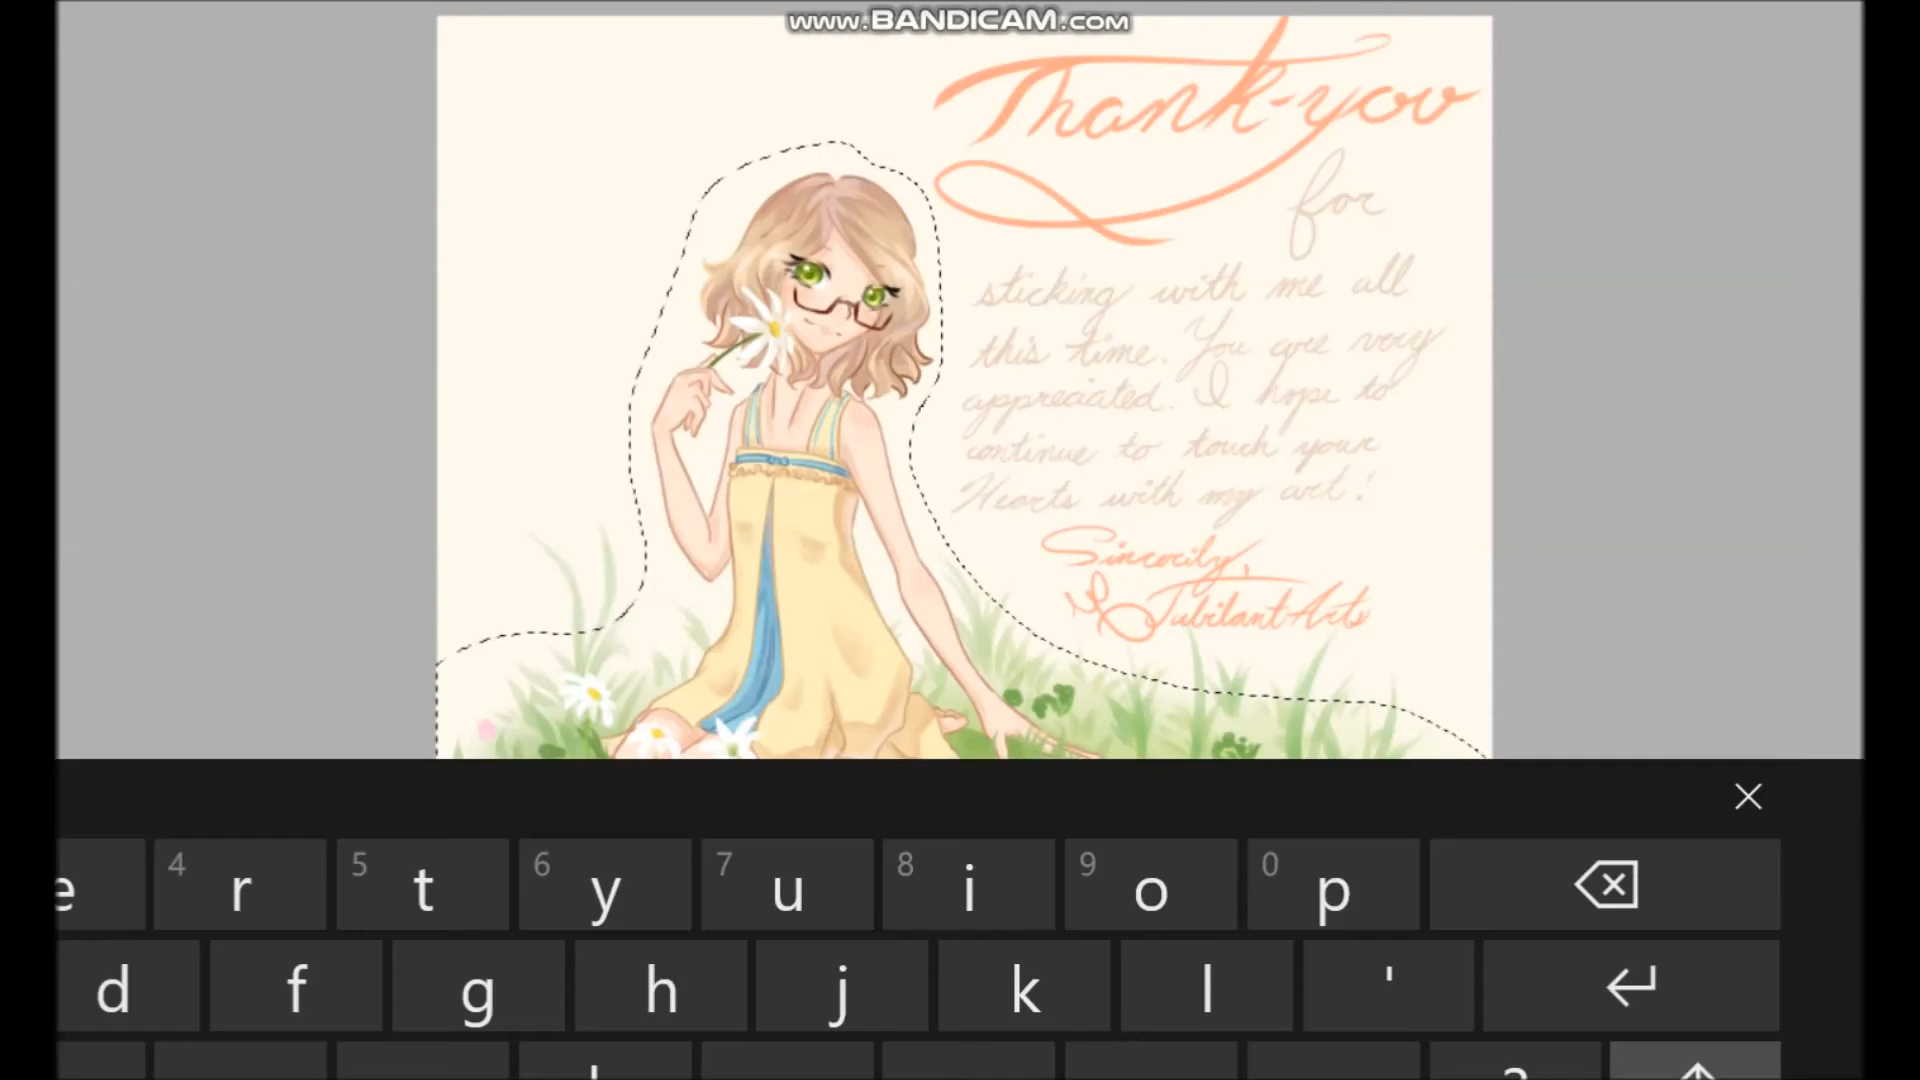 www.BANDICAM.com
Thank-you
for
sticking with me all
this time. You are very
appreciated. I hope to
continue to touch your
Hearts with my art!
Sincerily,
JubilantArts
e 4 r 5 t 6 y 7 u 8 i 9 o 0 p
d f g h j k l '
?